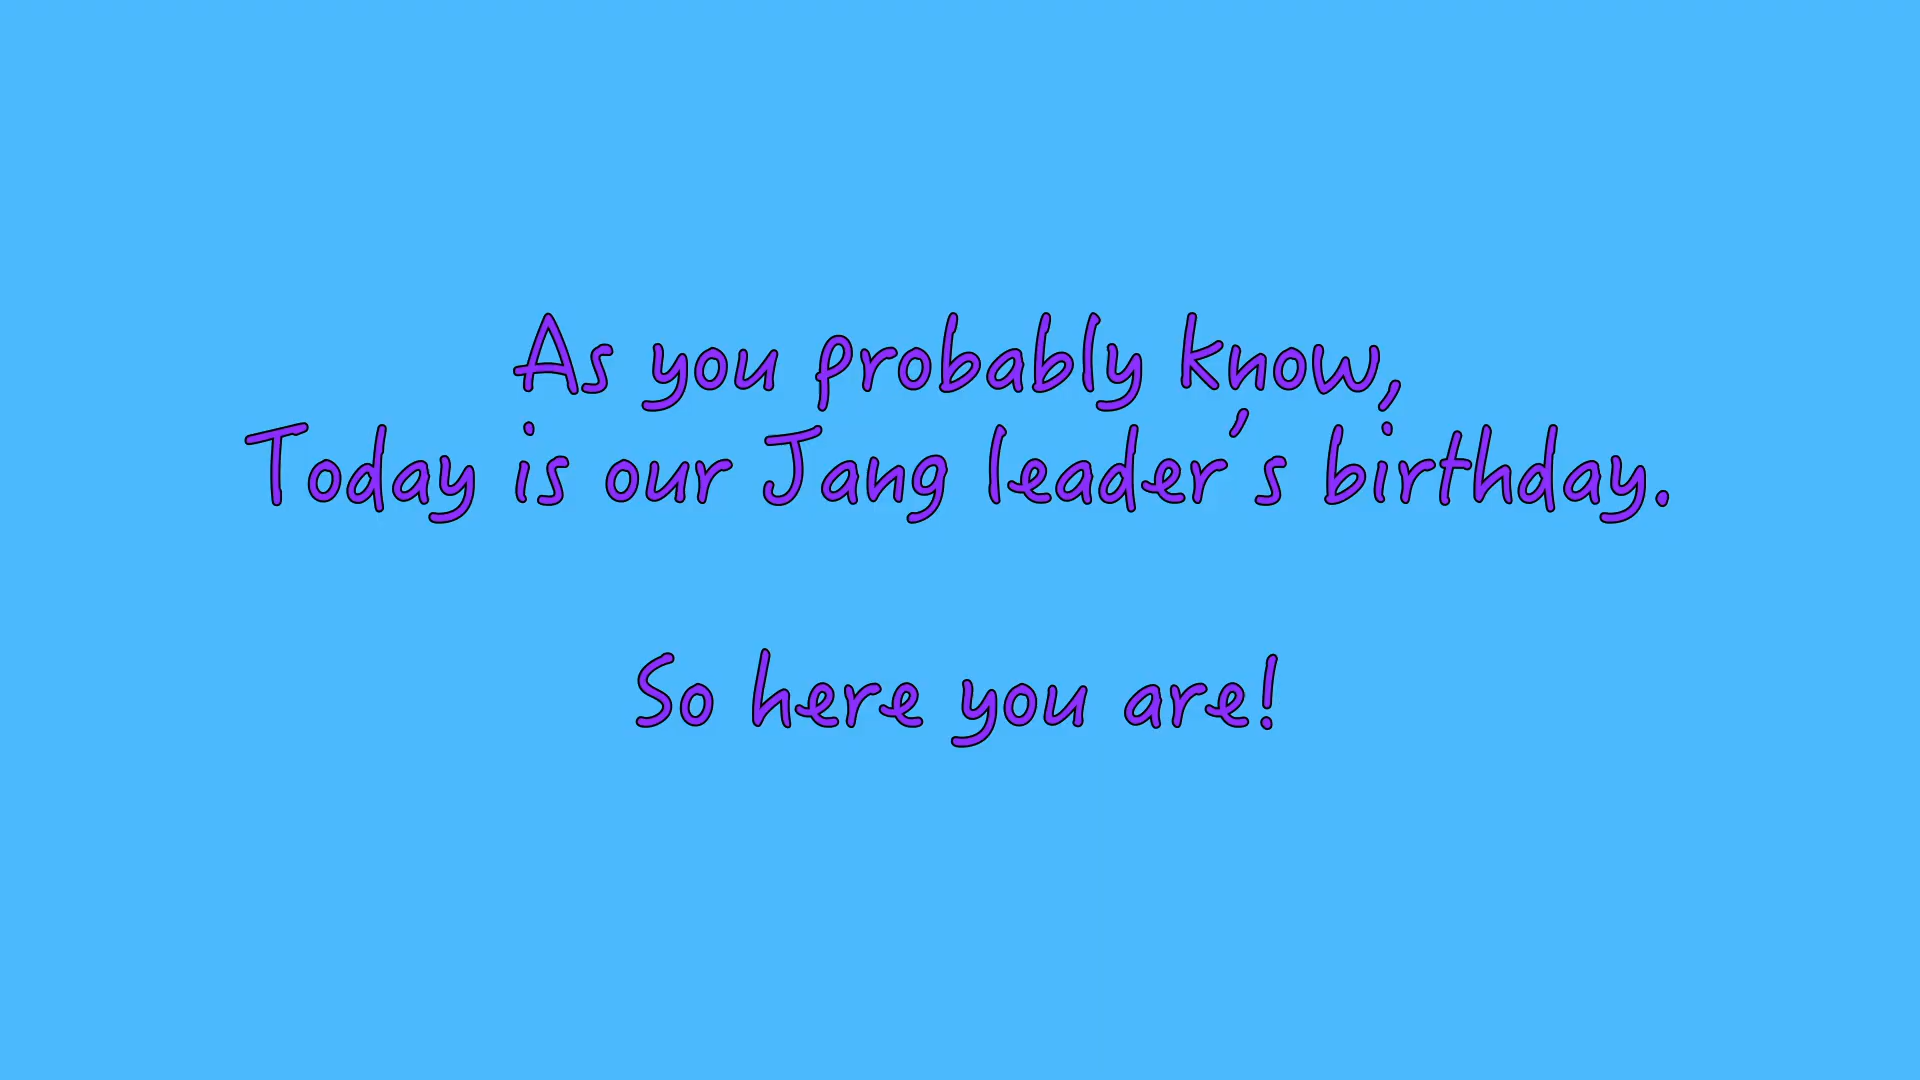 As you probably know,
Today is our Jang leader’s birthday.
So here you are!